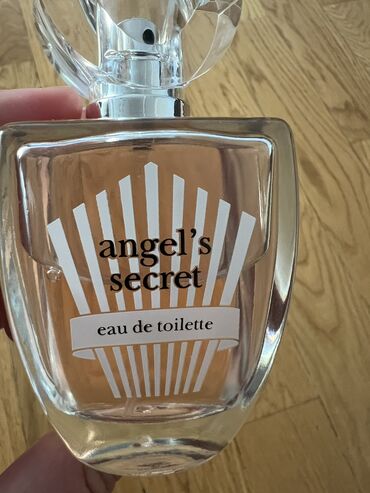 angel's
secret
eau de toilette